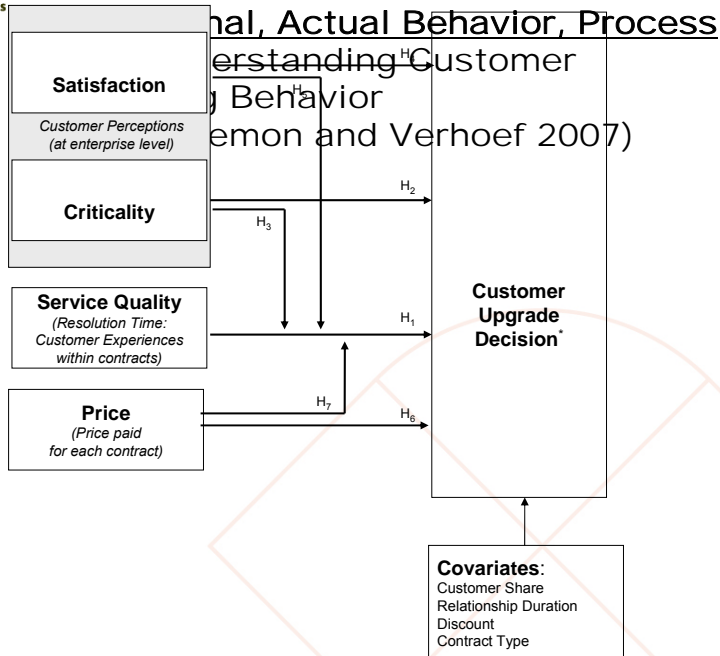 s
nal, Actual Behavior, Process
erstanding Customer
g Behavior
emon and Verhoef 2007)
Satisfaction
Customer Perceptions
(at enterprise level)
Criticality
H4
H5
H2
H3
Service Quality
(Resolution Time:
Customer Experiences
within contracts)
H1
Price
(Price paid
for each contract)
H7
H6
Customer
Upgrade
Decision*
Covariates:
Customer Share
Relationship Duration
Discount
Contract Type